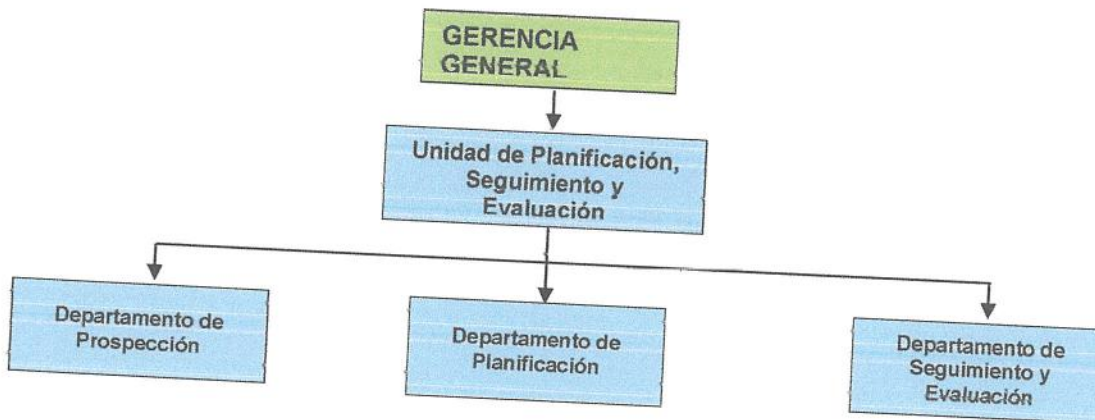 GERENCIA
GENERAL
Unidad de Planificación,
Seguimiento y
Evaluación
Departamento de
Prospección
Departamento de
Planificación
Departamento de
Seguimiento y
Evaluación